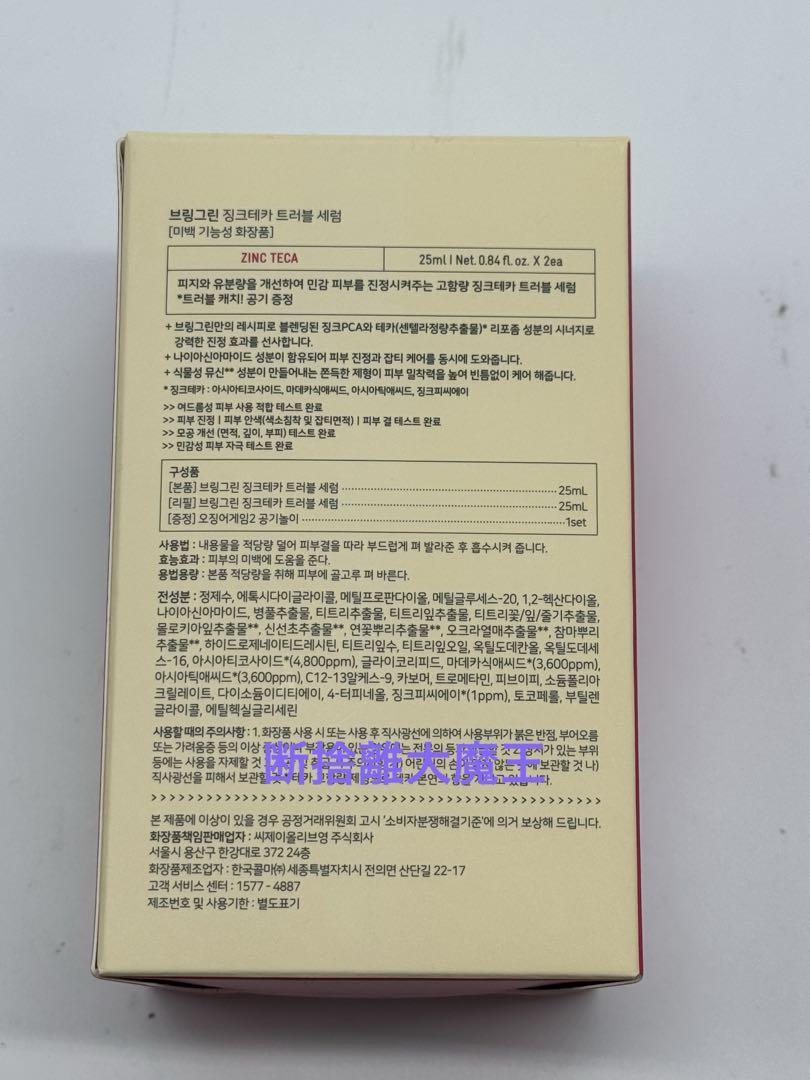 브링그린 징크테카 트러블 세럼
[미백 기능성 화장품]
ZINC TECA
25ml I Net. 0.84 fl. oz. X 2ea
피지와 유분량을 개선하여 민감 피부를 진정시켜주는 고함량 징크테카 트러블 세럼
*트러블 캐치! 공기 증정
+ 브링그린만의 레시피로 블렌딩된 징크PCA와 테카(센텔라정량추출물)* 리포좀 성분의 시너지로
강력한 진정 효과를 선사합니다.
+ 나이아신아마이드 성분이 함유되어 피부 진정과 잡티 케어를 동시에 도와줍니다.
+ 식물성 뮤신** 성분이 만들어내는 쫀득한 제형이 피부 밀착력을 높여 빈틈없이 케어 해줍니다.
* 징크테카 : 아시아티코사이드, 마데카식애씨드, 아시아틱애씨드, 징크피씨에이
>> 여드름성 피부 사용 적합 테스트 완료
>> 피부 진정 | 피부 안색(색소침착 및 잡티면적) | 피부 결 테스트 완료
>> 모공 개선 (면적, 깊이, 부피) 테스트 완료
>> 민감성 피부 자극 테스트 완료
구성품
[본품] 브링그린 징크테카 트러블 세럼 25mL
[리필] 브링그린 징크테카 트러블 세럼 25mL
[증정] 오징어게임2 공기놀이 1set
사용법 : 내용물을 적당량 덜어 피부결을 따라 부드럽게 펴 발라준 후 흡수시켜 줍니다.
효능효과 : 피부의 미백에 도움을 준다.
용법용량 : 본품 적당량을 취해 피부에 골고루 펴 바른다.
전성분 : 정제수, 에톡시다이글라이콜, 메틸프로판다이올, 메틸글루세스-20, 1,2-헥산다이올,
나이아신아마이드, 병풀추출물, 티트리추출물, 티트리잎추출물, 티트리꽃/잎/줄기추출물,
몰로키아잎추출물**, 신선초추출물**, 연꽃뿌리추출물**, 오크라열매추출물**, 참마뿌리
추출물**, 하이드로제네이티드레시틴, 티트리잎수, 티트리잎오일, 옥틸도데칸올, 옥틸도데세
스-16, 아시아티코사이드*(4,800ppm), 글라이코리피드, 마데카식애씨드*(3,600ppm),
아시아틱애씨드*(3,600ppm), C12-13알케스-9, 카보머, 트로메타민, 피브이피, 소듐폴리아
크릴레이트, 다이소듐이디티에이, 4-터피네올, 징크피씨에이*(1ppm), 토코페롤, 부틸렌
글라이콜, 에틸헥실글리세린
사용할 때의 주의사항 : 1. 화장품 사용 시 또는 사용 후 직사광선에 의하여 사용부위가 붉은 반점, 부어오름
또는 가려움증 등의 이상 있는 부위
등에는 사용을 자제할 것 보관할 것 나)
직사광선을 피해서 보관할 것 있습니다.
断捨離大魔王
본 제품에 이상이 있을 경우 공정거래위원회 고시 '소비자분쟁해결기준'에 의거 보상해 드립니다.
화장품책임판매업자 : 씨제이올리브영 주식회사
서울시 용산구 한강대로 372 24층
화장품제조업자 : 한국콜마㈜ 세종특별자치시 전의면 산단길 22-17
고객 서비스 센터 : 1577 - 4887
제조번호 및 사용기한 : 별도표기